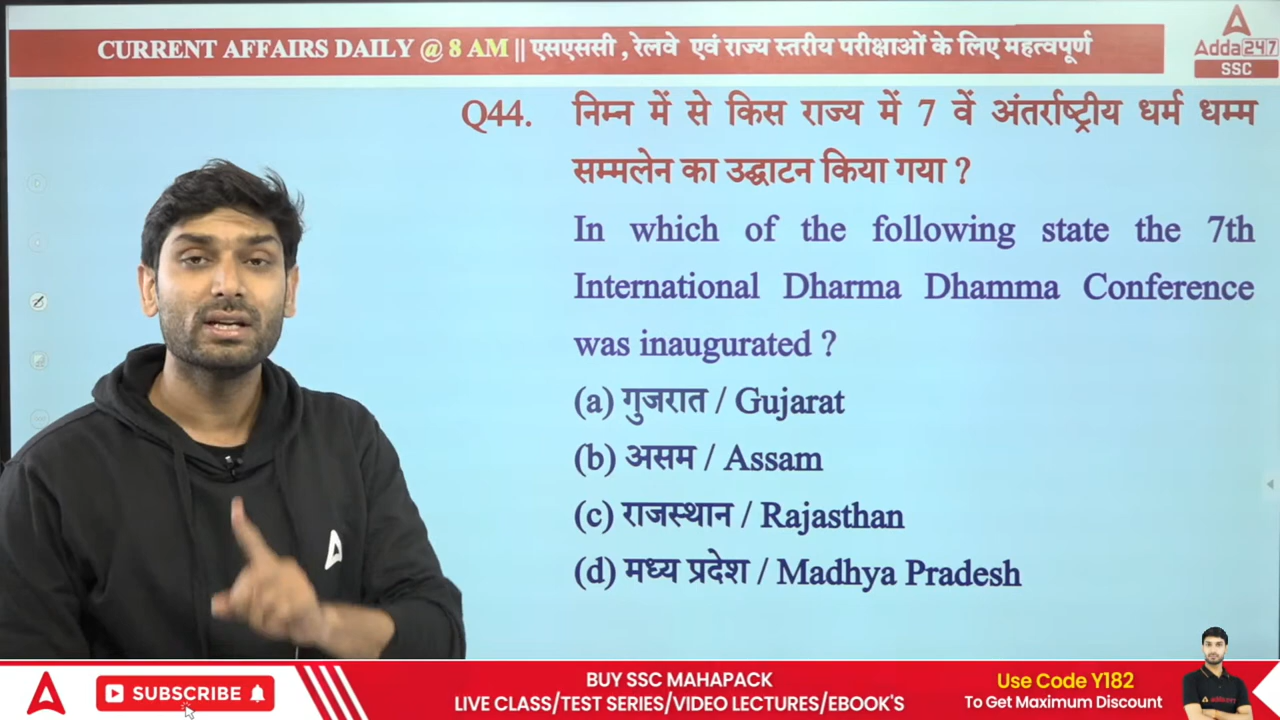 CURRENT AFFAIRS DAILY @ 8 AM || एसएससी , रेलवे एवं राज्य स्तरीय परीक्षाओं के लिए महत्वपूर्ण
Adda 24|7
SSC
Q44. निम्न में से किस राज्य में 7 वें अंतर्राष्ट्रीय धर्म धम्म
सम्मलेन का उद्घाटन किया गया ?
In which of the following state the 7th
International Dharma Dhamma Conference
was inaugurated ?
(a) गुजरात / Gujarat
(b) असम / Assam
(c) राजस्थान / Rajasthan
(d) मध्य प्रदेश / Madhya Pradesh
SUBSCRIBE
BUY SSC MAHAPACK
LIVE CLASS/TEST SERIES/VIDEO LECTURES/EBOOK'S
Use Code Y182
To Get Maximum Discount